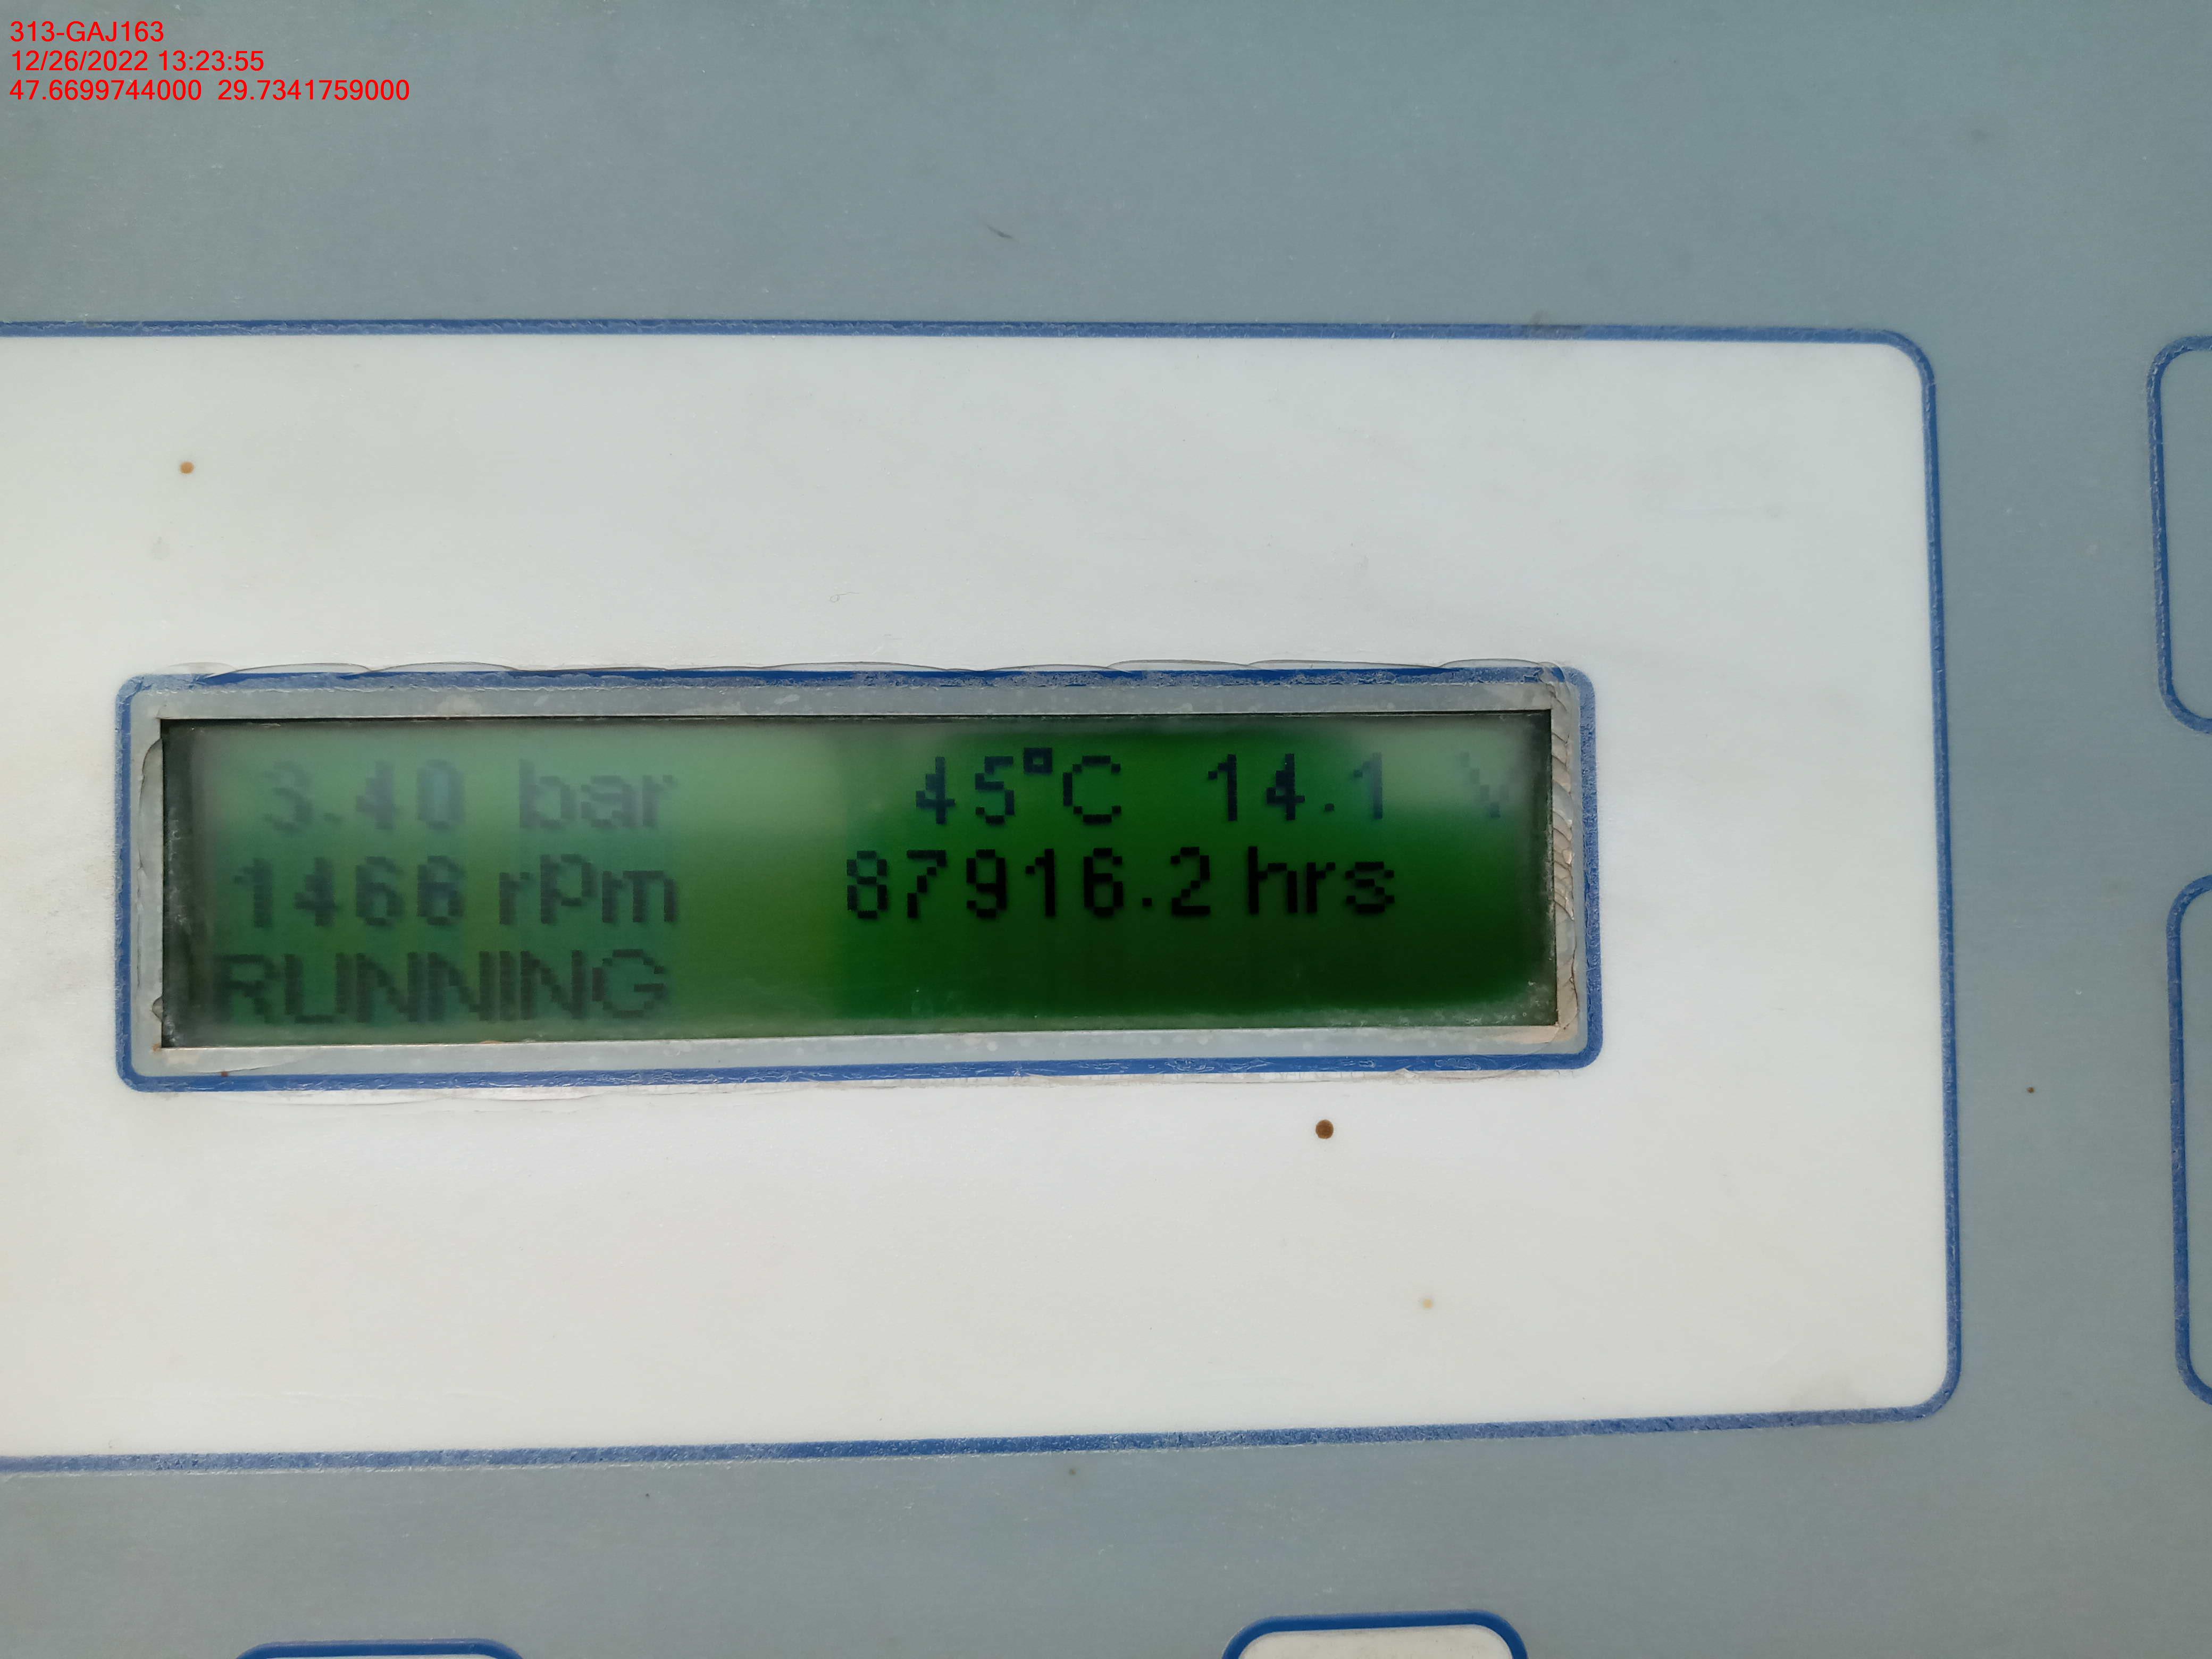 313-GAJ163
12/26/2022 13:23:55
47.6699744000 29.7341759000
3.40 bar 45°C 14.1 V
1466 rpm 87916.2 hrs
RUNNING